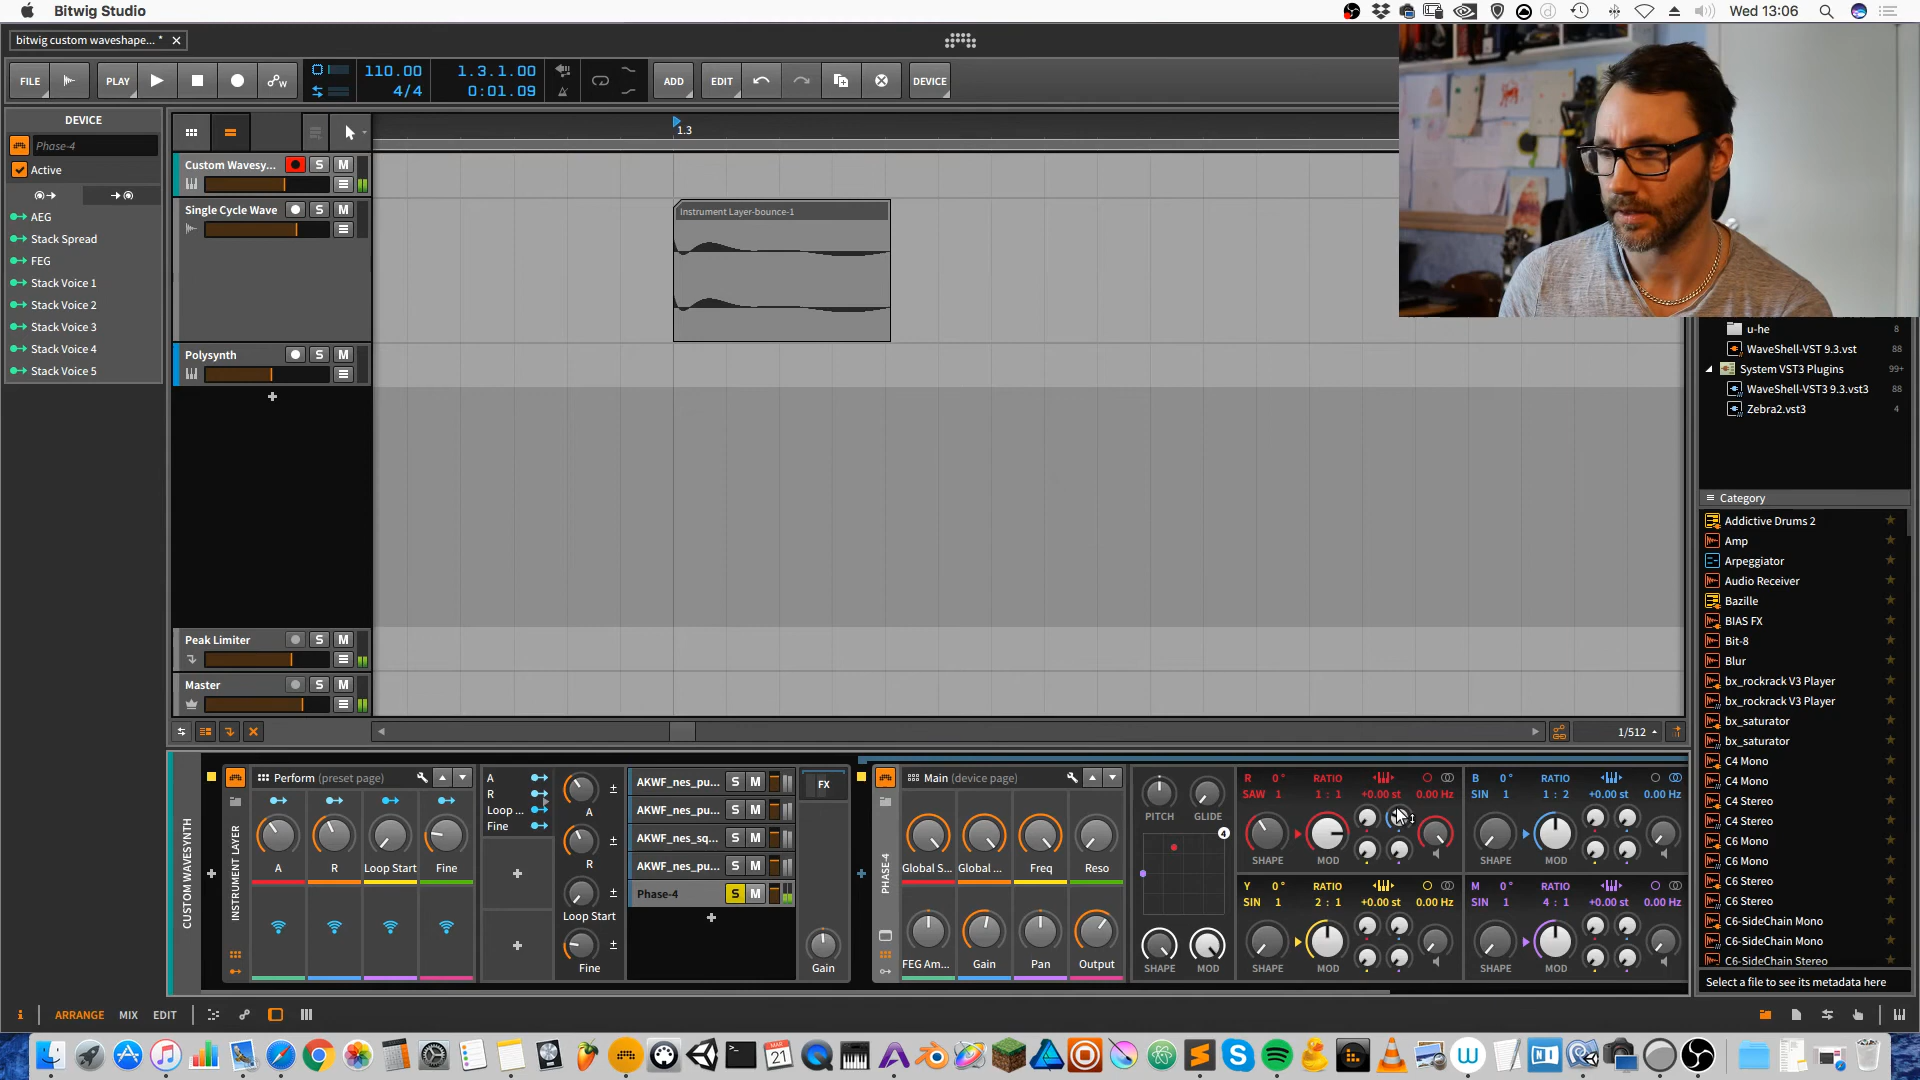 Bitwig Studio
Wed 13:06
bitwig custom waveshape... *
FILE
PLAY
110.00
4/4
1.3.1.00
0:01.09
ADD
EDIT
DEVICE
DEVICE
Phase-4
Active
AEG
Stack Spread
FEG
Stack Voice 1
Stack Voice 2
Stack Voice 3
Stack Voice 4
Stack Voice 5
1.3
Custom Wavesy...
S M
Single Cycle Wave
S M
Instrument Layer-bounce-1
Polysynth
S M
Peak Limiter
S M
Master
S M
1/512
u-he 8
WaveShell-VST 9.3.vst 88
System VST3 Plugins 99+
WaveShell-VST3 9.3.vst3 88
Zebra2.vst3 4
Category
Addictive Drums 2
Amp
Arpeggiator
Audio Receiver
Bazille
BIAS FX
Bit-8
Blur
bx_rockrack V3 Player
bx_rockrack V3 Player
bx_saturator
bx_saturator
C4 Mono
C4 Mono
C4 Stereo
C4 Stereo
C6 Mono
C6 Mono
C6 Stereo
C6 Stereo
C6-SideChain Mono
C6-SideChain Mono
C6-SideChain Stereo
Select a file to see its metadata here
CUSTOM WAVESYNTH
INSTRUMENT LAYER
Perform (preset page)
A
R
Loop Start
Fine
A
R
Loop ...
Fine
A
R
Loop Start
Fine
AKWF_nes_pu... S M
AKWF_nes_pu... S M
AKWF_nes_sq... S M
AKWF_nes_pu... S M
Phase-4 S M
FX
Gain
PHASE-4
Main (device page)
Global S...
Global ...
Freq
Reso
FEG Am...
Gain
Pan
Output
PITCH
GLIDE
4
SHAPE
MOD
R 0° RATIO
SAW 1 1 : 1 +0.00 st 0.00 Hz
SHAPE
MOD
B 0° RATIO
SIN 1 1 : 2 +0.00 st 0.00 Hz
SHAPE
MOD
Y 0° RATIO
SIN 1 2 : 1 +0.00 st 0.00 Hz
SHAPE
MOD
M 0° RATIO
SIN 1 4 : 1 +0.00 st 0.00 Hz
SHAPE
MOD
i
ARRANGE
MIX
EDIT
MAR
21